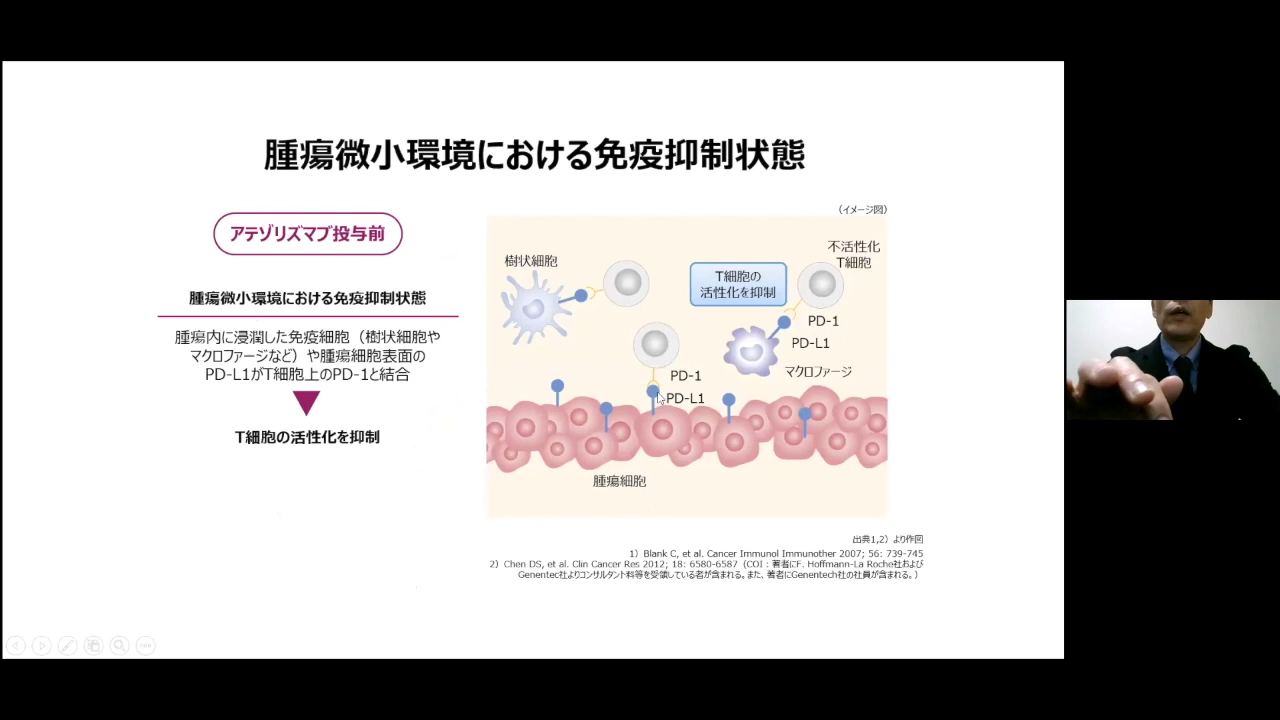 腫瘍微小環境における免疫抑制状態
アテゾリズマブ投与前
腫瘍微小環境における免疫抑制状態
腫瘍内に浸潤した免疫細胞（樹状細胞や
マクロファージなど）や腫瘍細胞表面の
PD-L1がT細胞上のPD-1と結合
T細胞の活性化を抑制
（イメージ図）
樹状細胞
T細胞の
活性化を抑制
不活性化
T細胞
PD-1
PD-L1
マクロファージ
PD-1
PD-L1
腫瘍細胞
出典1,2）より作図
1）Blank C, et al. Cancer Immunol Immunother 2007; 56: 739-745
2）Chen DS, et al. Clin Cancer Res 2012; 18: 6580-6587（COI：著者にF. Hoffmann-La Roche社および
Genentec社よりコンサルタント料等を受領している者が含まれる。また、著者にGenentech社の社員が含まれる。）